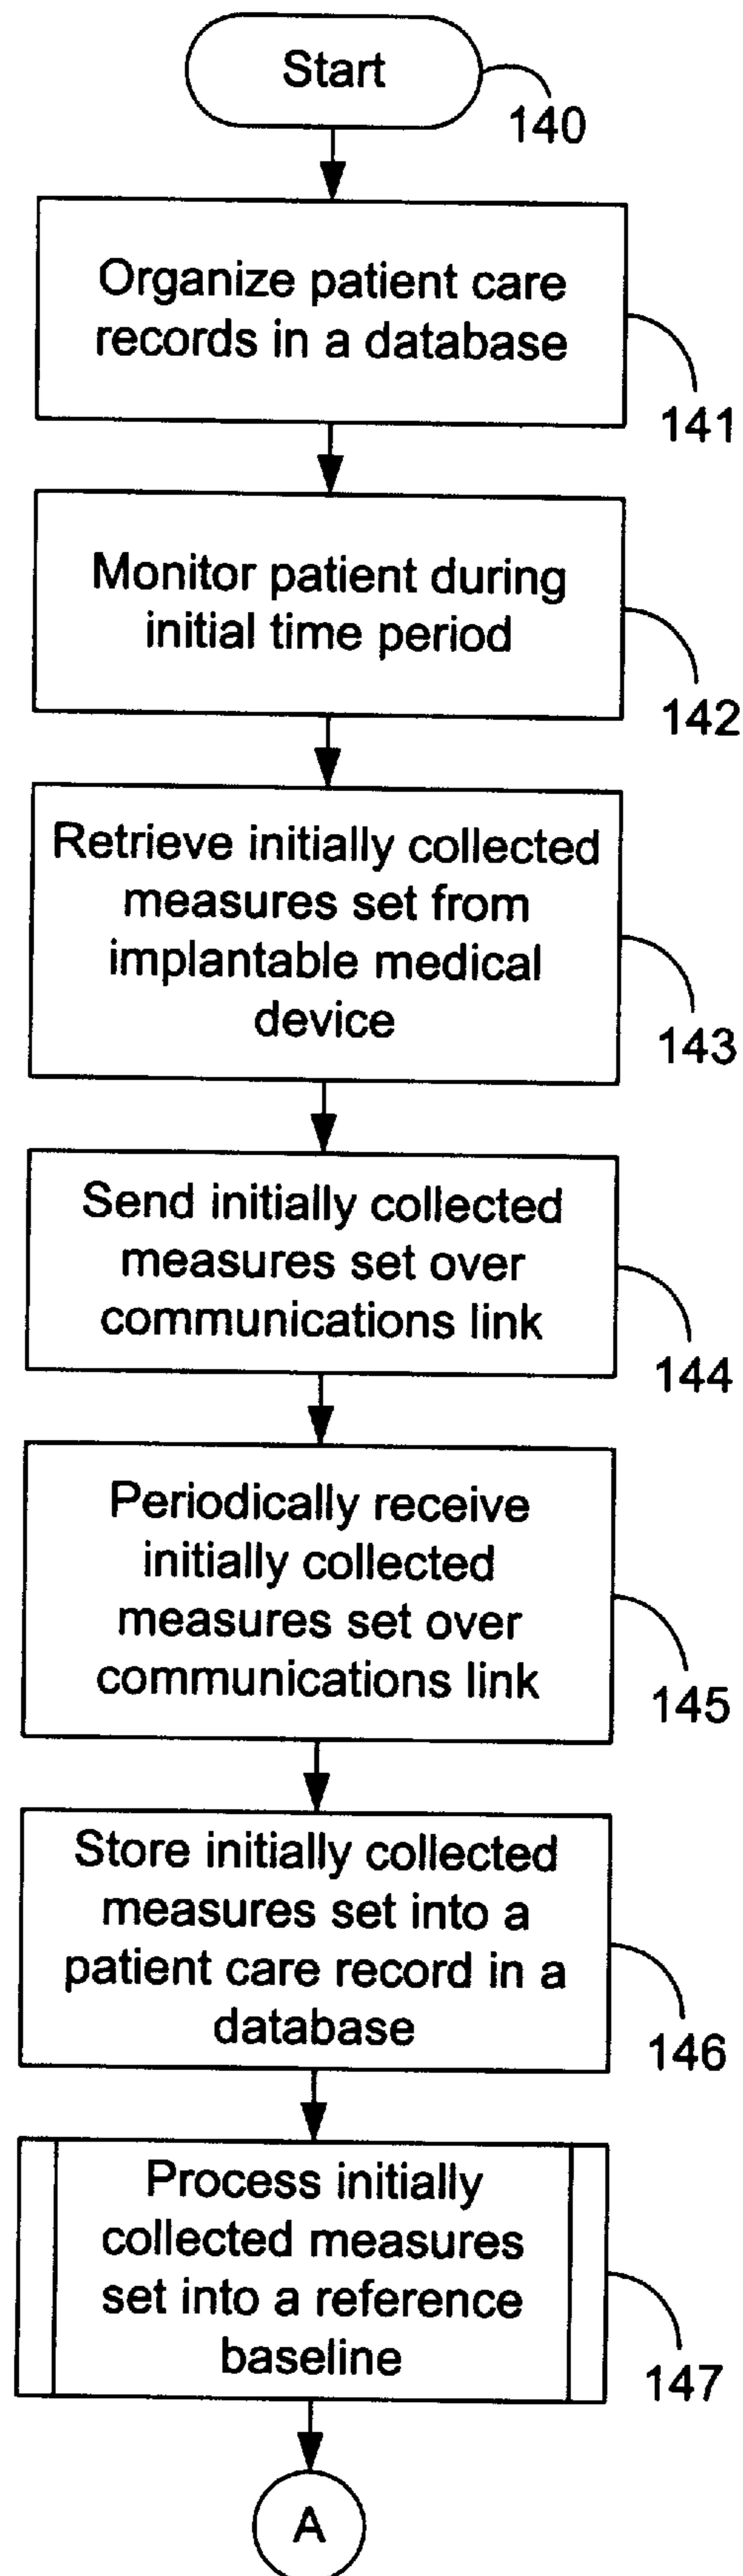 Start
140
Organize patient care
records in a database
141
Monitor patient during
initial time period
142
Retrieve initially collected
measures set from
implantable medical
device
143
Send initially collected
measures set over
communications link
144
Periodically receive
initially collected
measures set over
communications link
145
Store initially collected
measures set into a
patient care record in a
database
146
Process initially
collected measures
set into a reference
baseline
147
A